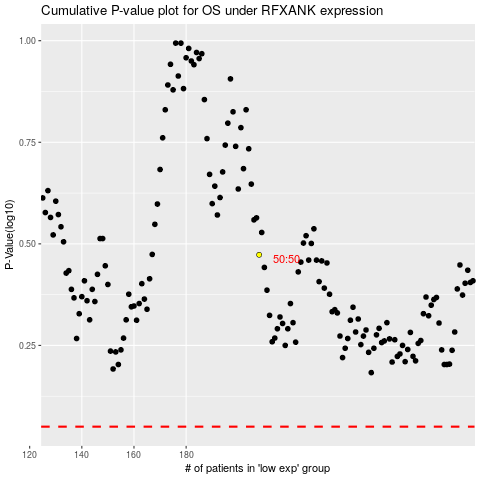 Cumulative P-value plot for OS under RFXANK expression
P-Value(log10)
1.00
0.75
0.50
0.25
50:50
120 140 160 180
# of patients in 'low exp' group